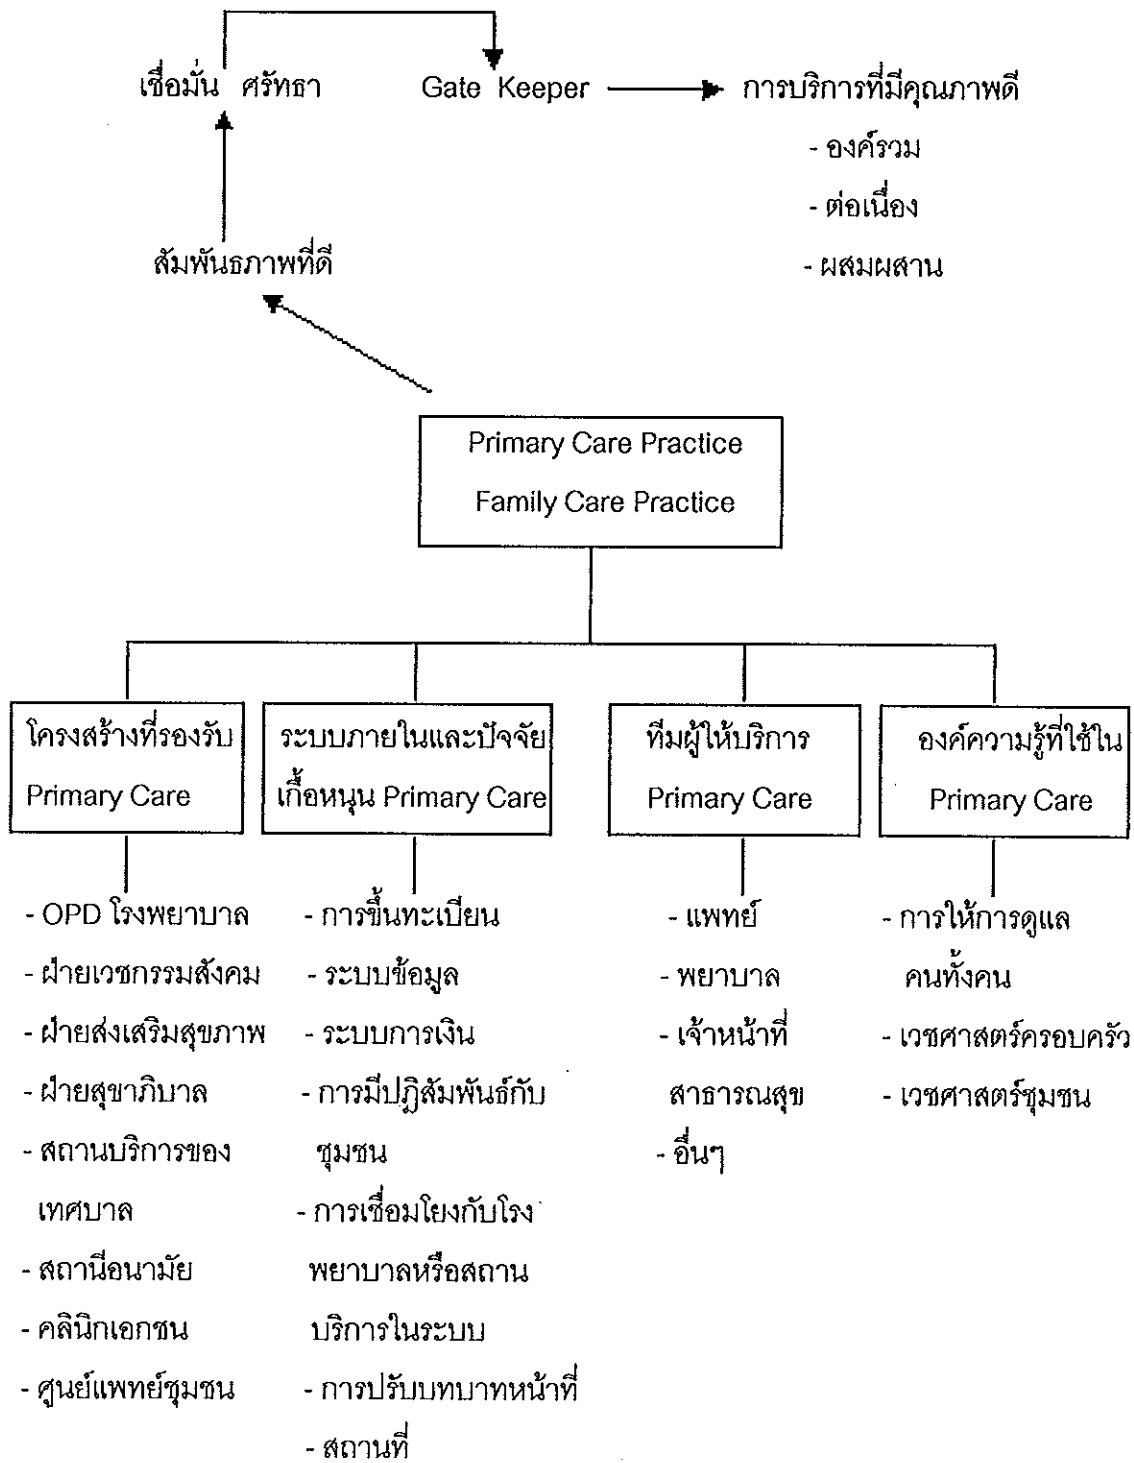 เชื่อมั่น ศรัทธา
Gate Keeper
การบริการที่มีคุณภาพดี
- องค์รวม
- ต่อเนื่อง
- ผสมผสาน
สัมพันธภาพที่ดี
Primary Care Practice
Family Care Practice
โครงสร้างที่รองรับ
Primary Care
- OPD โรงพยาบาล
- ฝ่ายเวชกรรมสังคม
- ฝ่ายส่งเสริมสุขภาพ
- ฝ่ายสุขาภิบาล
- สถานบริการของ
เทศบาล
- สถานีอนามัย
- คลินิกเอกชน
- ศูนย์แพทย์ชุมชน
ระบบภายในและปัจจัย
เกื้อหนุน Primary Care
- การขึ้นทะเบียน
- ระบบข้อมูล
- ระบบการเงิน
- การมีปฏิสัมพันธ์กับ
ชุมชน
- การเชื่อมโยงกับโรง
พยาบาลหรือสถาน
บริการในระบบ
- การปรับบทบาทหน้าที่
- สถานที่
ทีมผู้ให้บริการ
Primary Care
- แพทย์
- พยาบาล
- เจ้าหน้าที่
สาธารณสุข
- อื่นๆ
องค์ความรู้ที่ใช้ใน
Primary Care
- การให้การดูแล
คนทั้งคน
- เวชศาสตร์ครอบครัว
- เวชศาสตร์ชุมชน